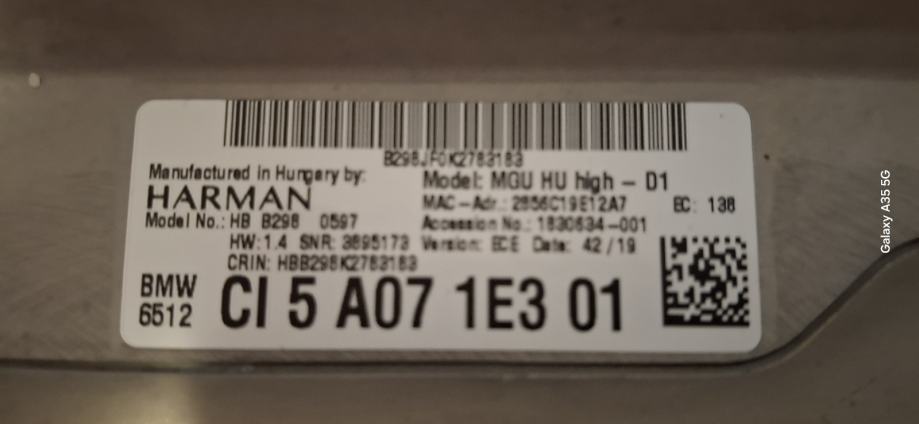 B298JF0K2783183
Manufactured in Hungary by:
HARMAN
Model: MGU HU high - D1
MAC-Adr.: 2856C19E12A7 EC: 138
Model No.: HB B298 0597
Accession No.: 1830634-001
HW:1.4 SNR: 3895173 Version: ECE Date: 42/19
CRIN: HBB298K2783183
BMW
6512
CI 5 A07 1E3 01
Galaxy A35 5G